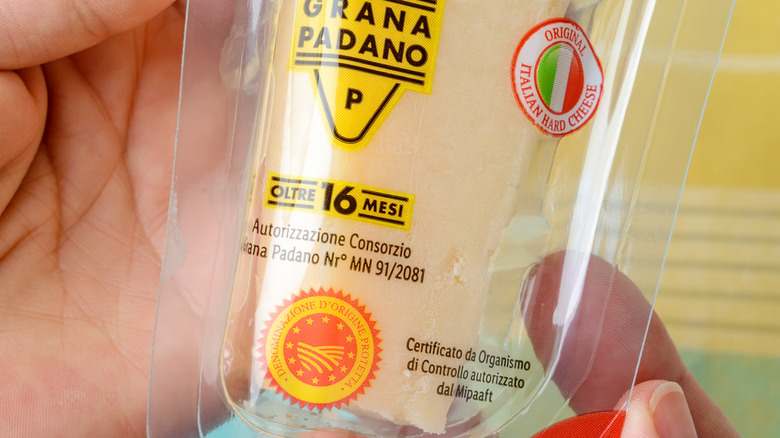 GRANA
PADANO
P
ORIGINAL
ITALIAN HARD CHEESE
OLTRE 16 MESI
Autorizzazione Consorzio
Grana Padano Nr° MN 91/2081
DENOMINAZIONE D'ORIGINE PROTETTA
Certificato da Organismo
di Controllo autorizzato
dal Mipaaft